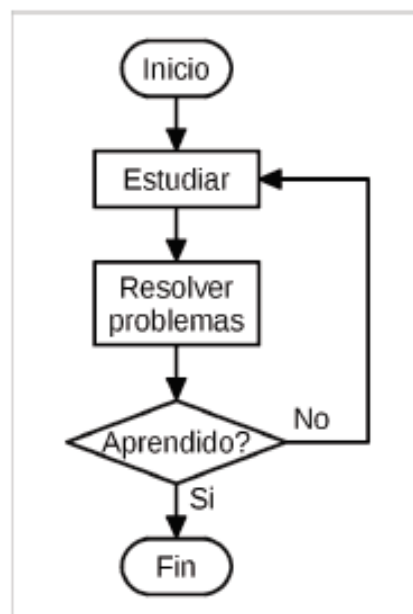 Inicio
Estudiar
Resolver
problemas
Aprendido?
No
Si
Fin